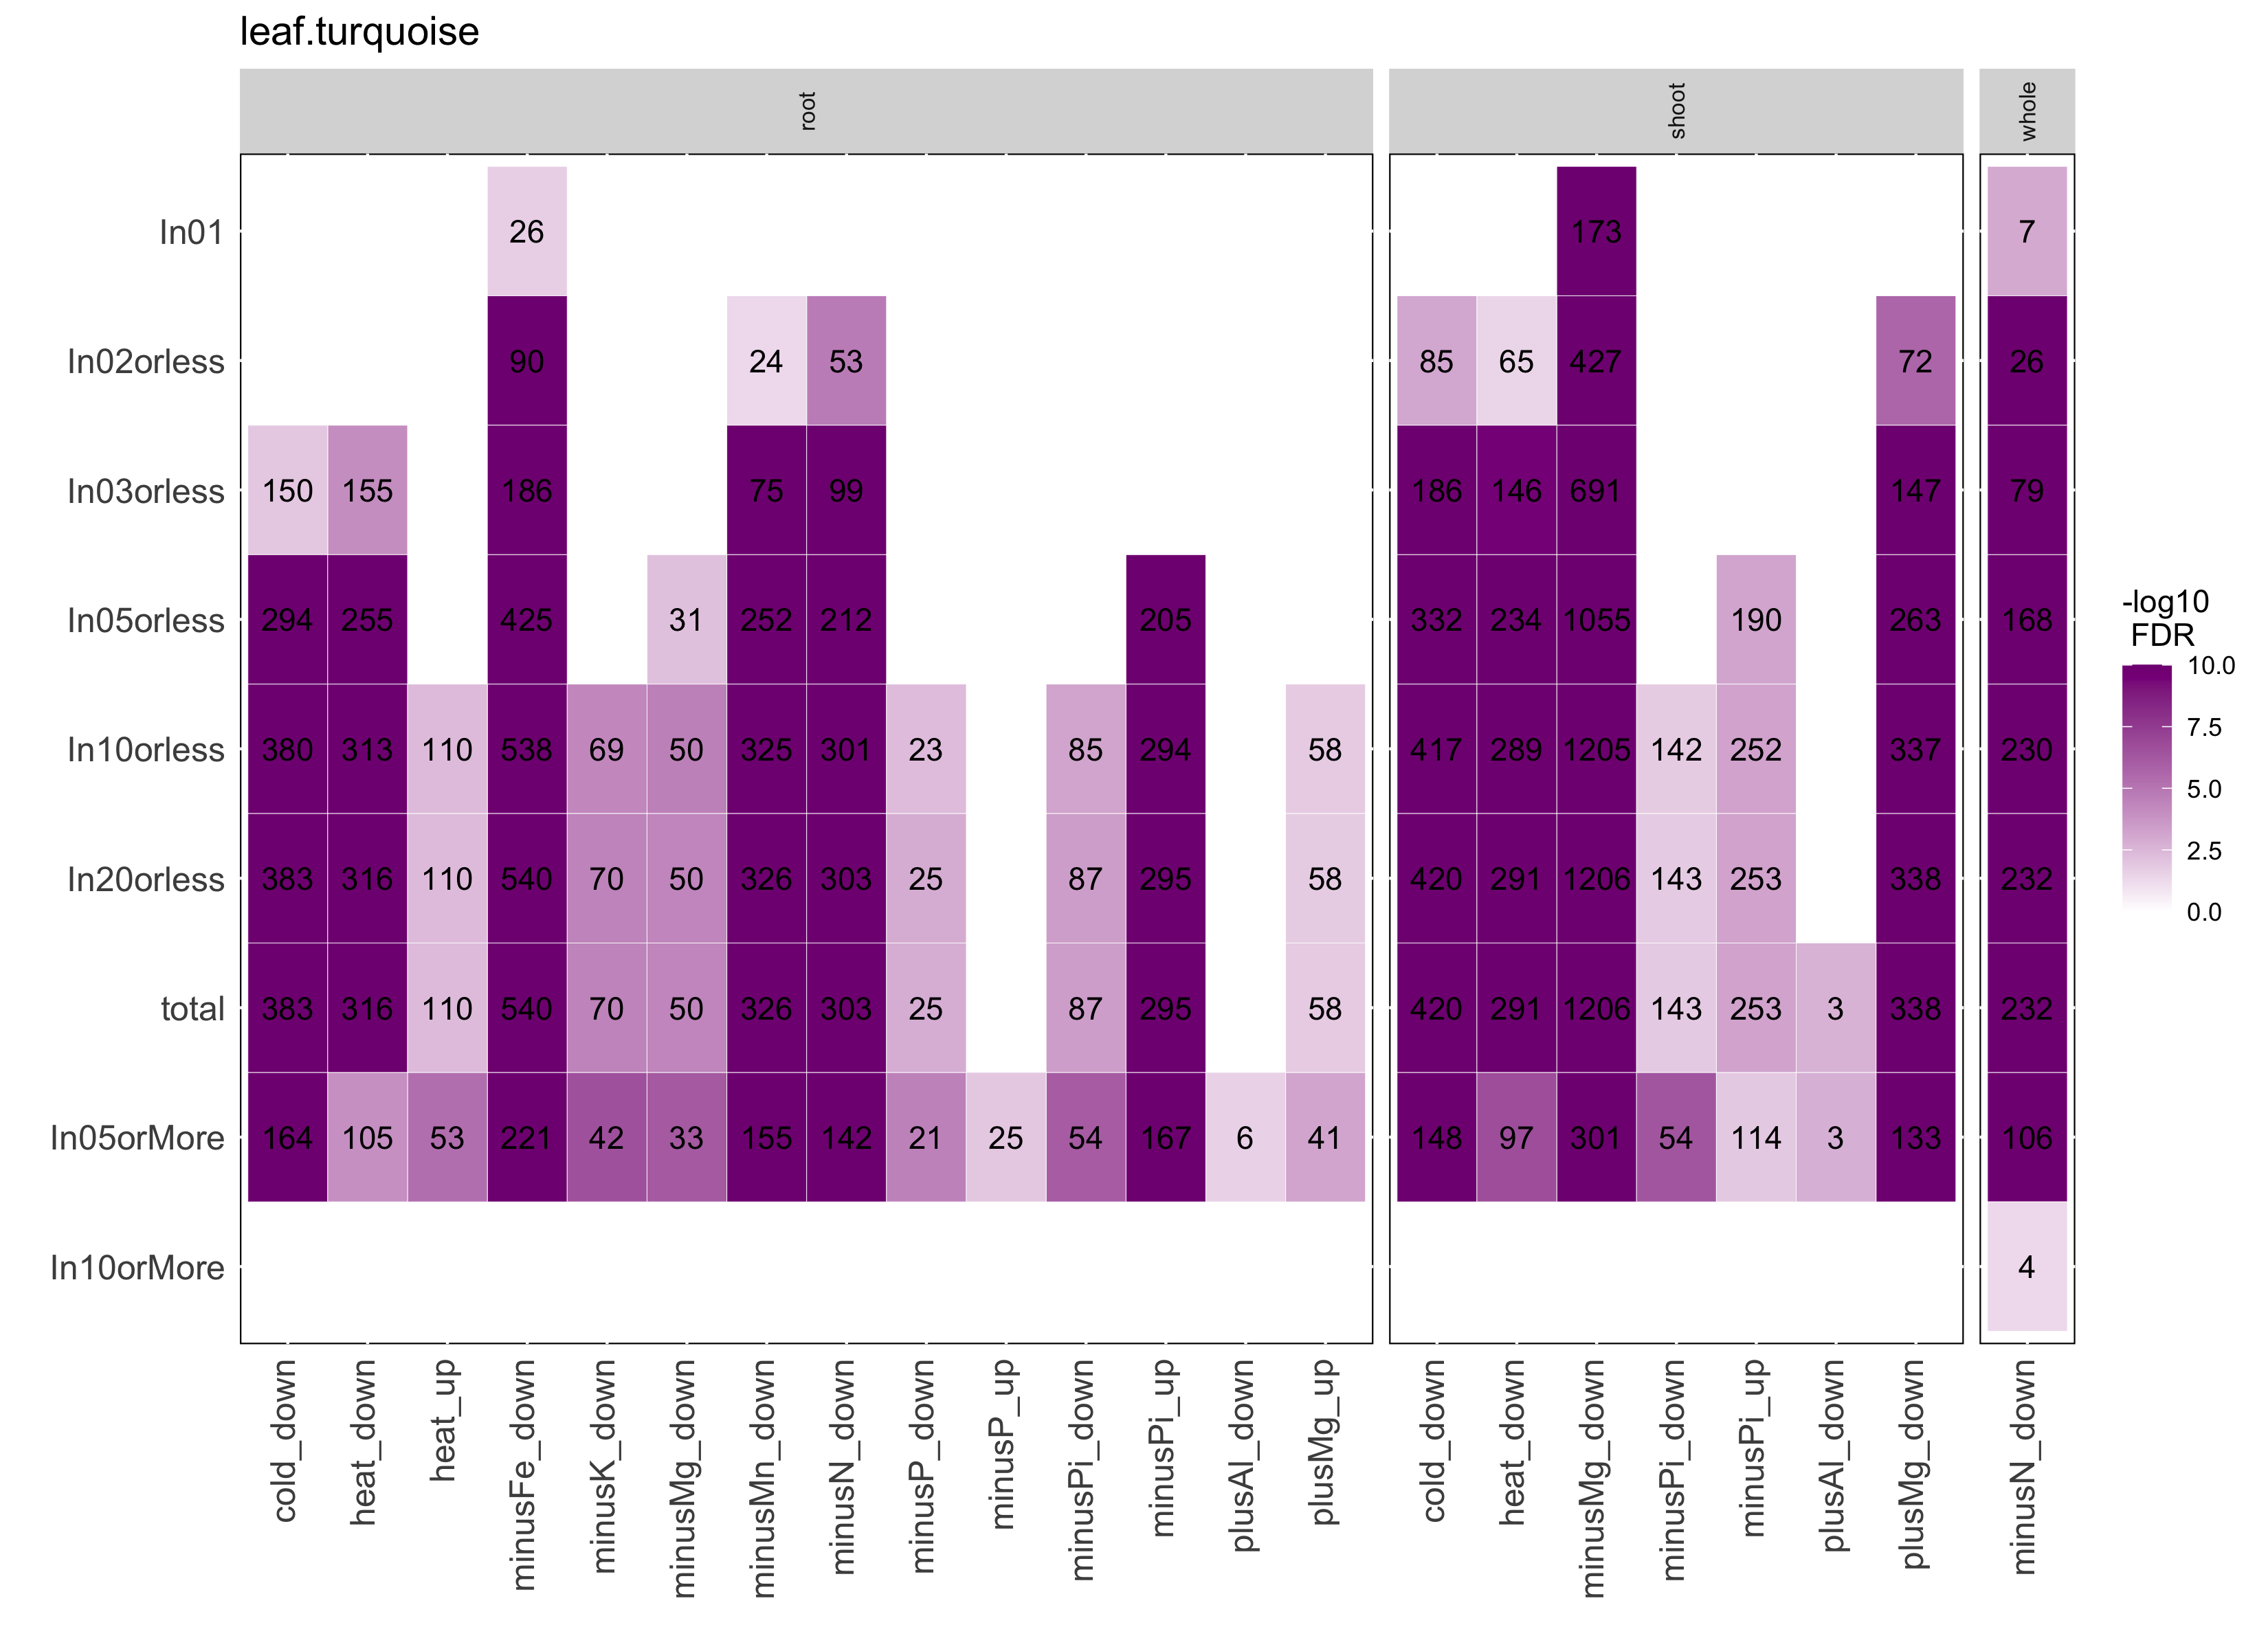 leaf.turquoise
root shoot whole
In01 26 173 7
In02orless 90 24 53 85 65 427 72 26
In03orless 150 155 186 75 99 186 146 691 147 79
In05orless 294 255 425 31 252 212 205 332 234 1055 190 263 168
In10orless 380 313 110 538 69 50 325 301 23 85 294 58 417 289 1205 142 252 337 230
In20orless 383 316 110 540 70 50 326 303 25 87 295 58 420 291 1206 143 253 338 232
total 383 316 110 540 70 50 326 303 25 87 295 58 420 291 1206 143 253 3 338 232
In05orMore 164 105 53 221 42 33 155 142 21 25 54 167 6 41 148 97 301 54 114 3 133 106
In10orMore 4
cold_down
heat_down
heat_up
minusFe_down
minusK_down
minusMg_down
minusMn_down
minusN_down
minusP_down
minusP_up
minusPi_down
minusPi_up
plusAl_down
plusMg_up
cold_down
heat_down
minusMg_down
minusPi_down
minusPi_up
plusAl_down
plusMg_down
minusN_down
-log10
FDR
10.0
7.5
5.0
2.5
0.0